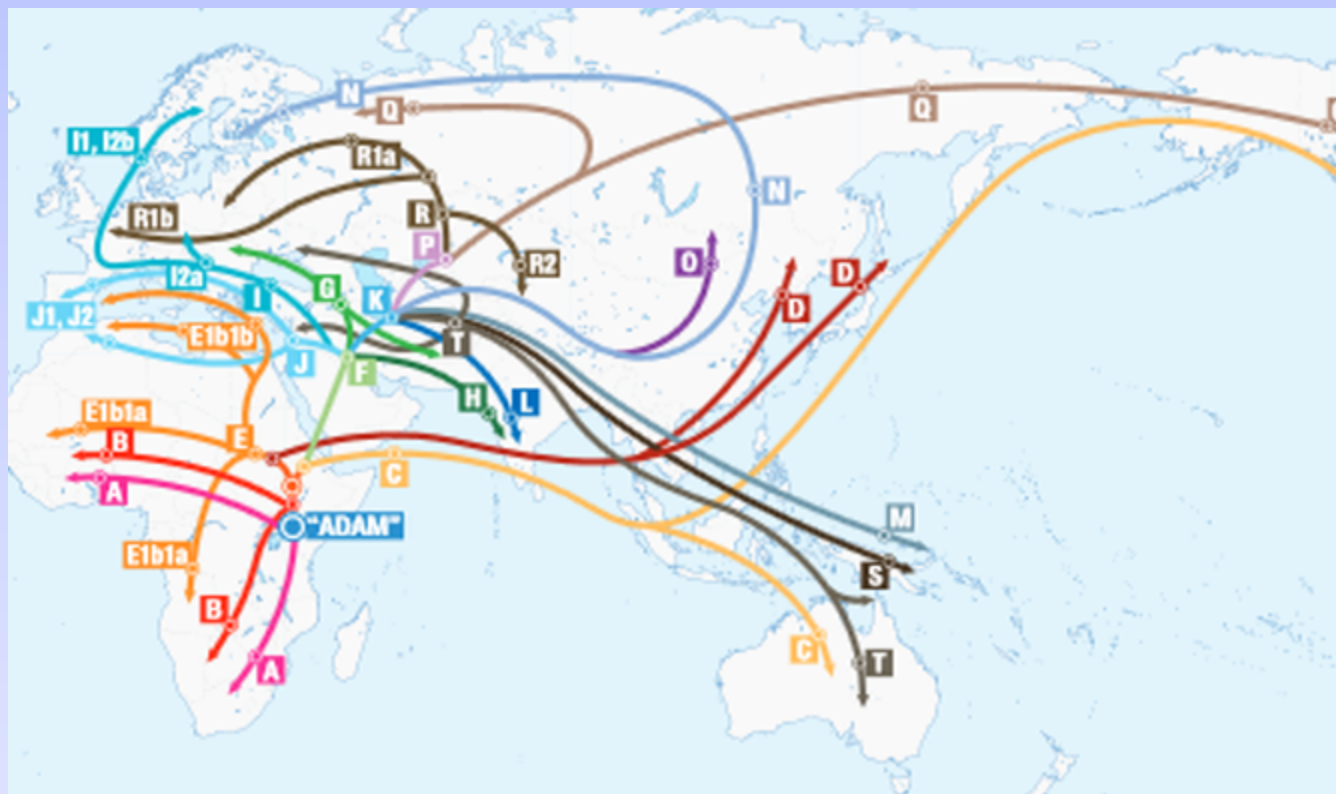 N
Q
Q
I1, I2b
R1a
N
R1b
R
P
R2
O
D
D
I2a
G
I
K
J1, J2
E1b1b
T
J
F
H
L
E1b1a
B
E
C
A
"ADAM"
M
E1b1a
S
B
C
T
A